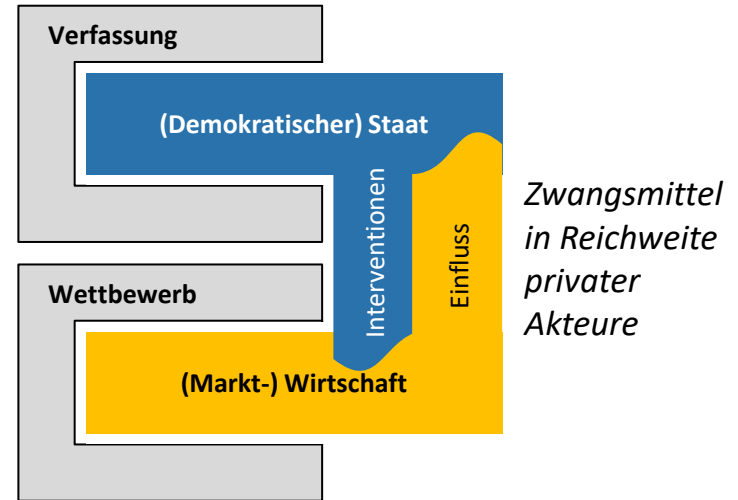 Verfassung
(Demokratischer) Staat
Interventionen
Einfluss
Zwangsmittel
in Reichweite
privater
Akteure
Wettbewerb
(Markt-) Wirtschaft